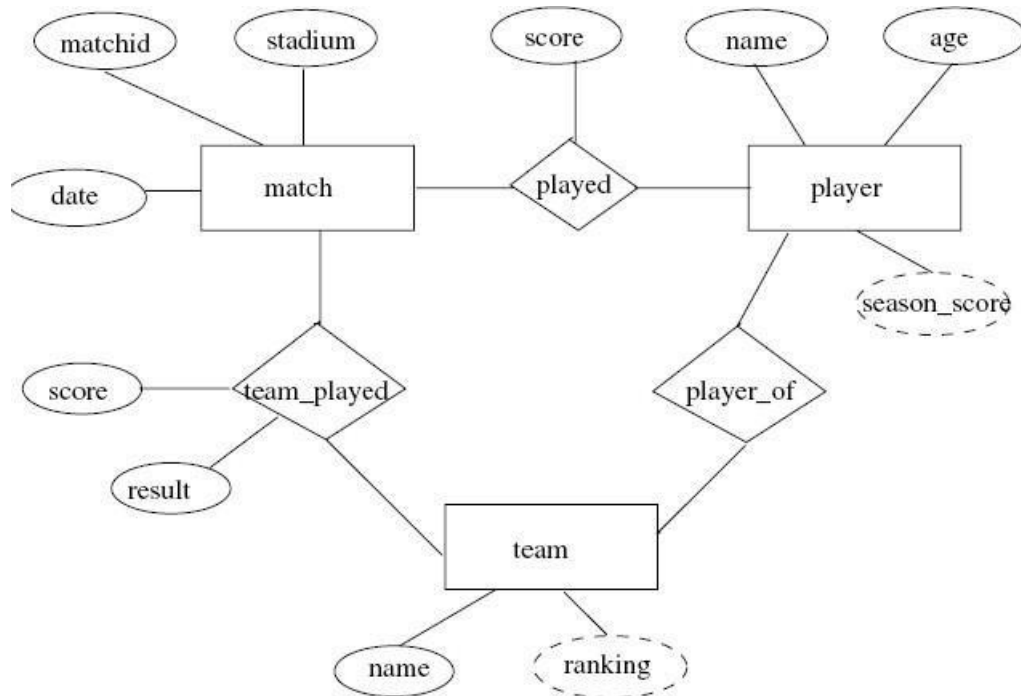 matchid
stadium
score
name
age
date
match
played
player
season_score
score
team_played
player_of
result
team
name
ranking